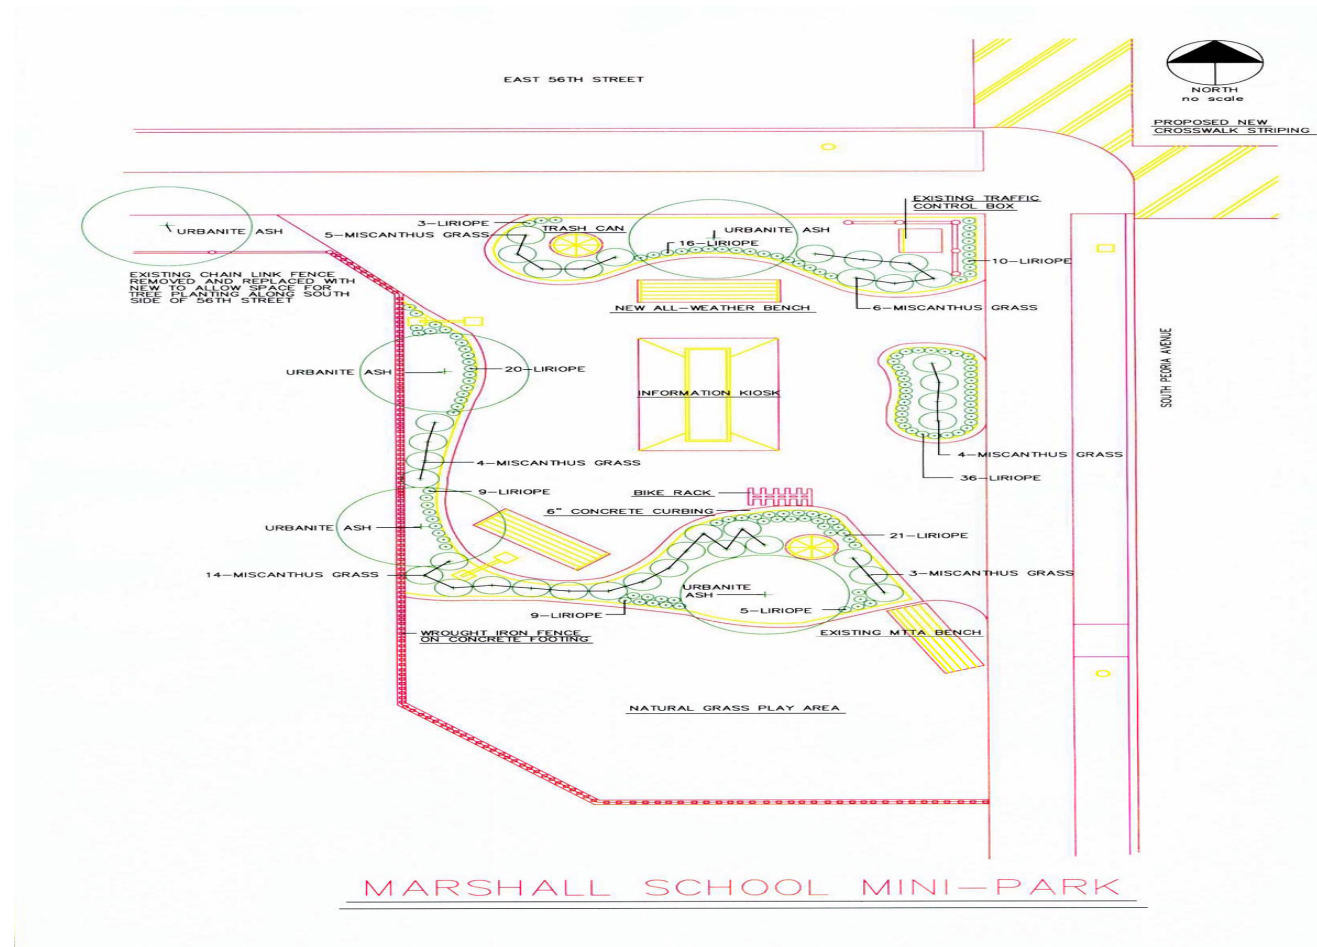 EAST 56TH STREET
NORTH
no scale
PROPOSED NEW
CROSSWALK STRIPING
EXISTING TRAFFIC
CONTROL BOX
3-LIRIOPE
5-MISCANTHUS GRASS
TRASH CAN
URBANITE ASH
16-LIRIOPE
URBANITE ASH
10-LIRIOPE
EXISTING CHAIN LINK FENCE
REMOVED AND REPLACED WITH
NEW TO ALLOW SPACE FOR
TREE PLANTING ALONG SOUTH
SIDE OF 56TH STREET
NEW ALL-WEATHER BENCH
6-MISCANTHUS GRASS
SOUTH PEORIA AVENUE
URBANITE ASH
20-LIRIOPE
INFORMATION KIOSK
4-MISCANTHUS GRASS
4-MISCANTHUS GRASS
36-LIRIOPE
9-LIRIOPE
BIKE RACK
6" CONCRETE CURBING
URBANITE ASH
21-LIRIOPE
14-MISCANTHUS GRASS
3-MISCANTHUS GRASS
URBANITE
ASH
9-LIRIOPE
5-LIRIOPE
WROUGHT IRON FENCE
ON CONCRETE FOOTING
EXISTING MTTA BENCH
NATURAL GRASS PLAY AREA
MARSHALL SCHOOL MINI-PARK